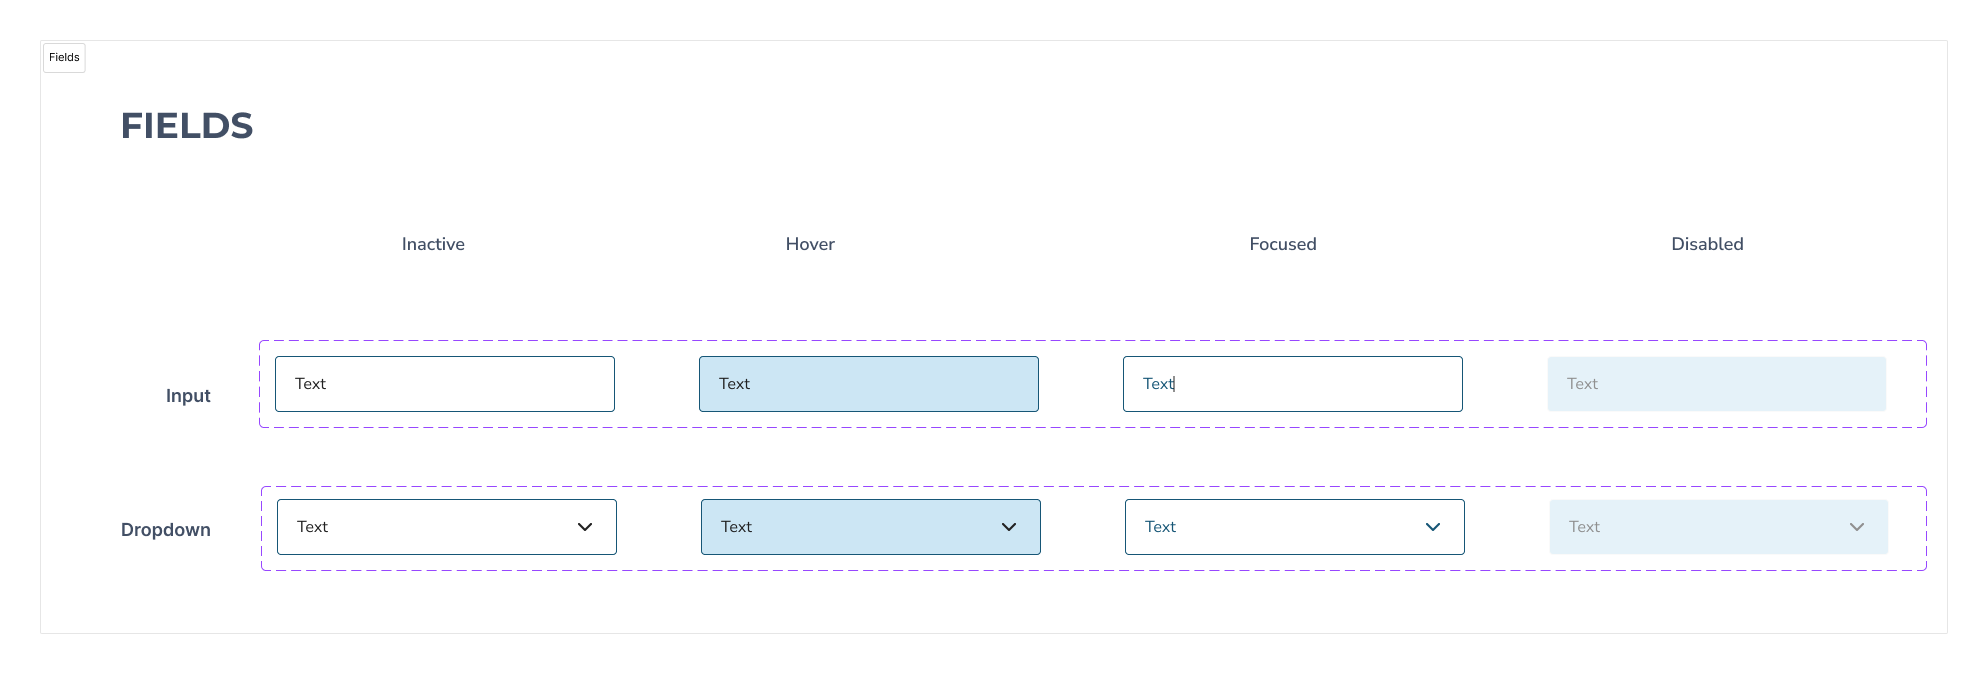 Fields
FIELDS
Inactive Hover Focused Disabled
Input Text Text Text Text
Dropdown Text Text Text Text